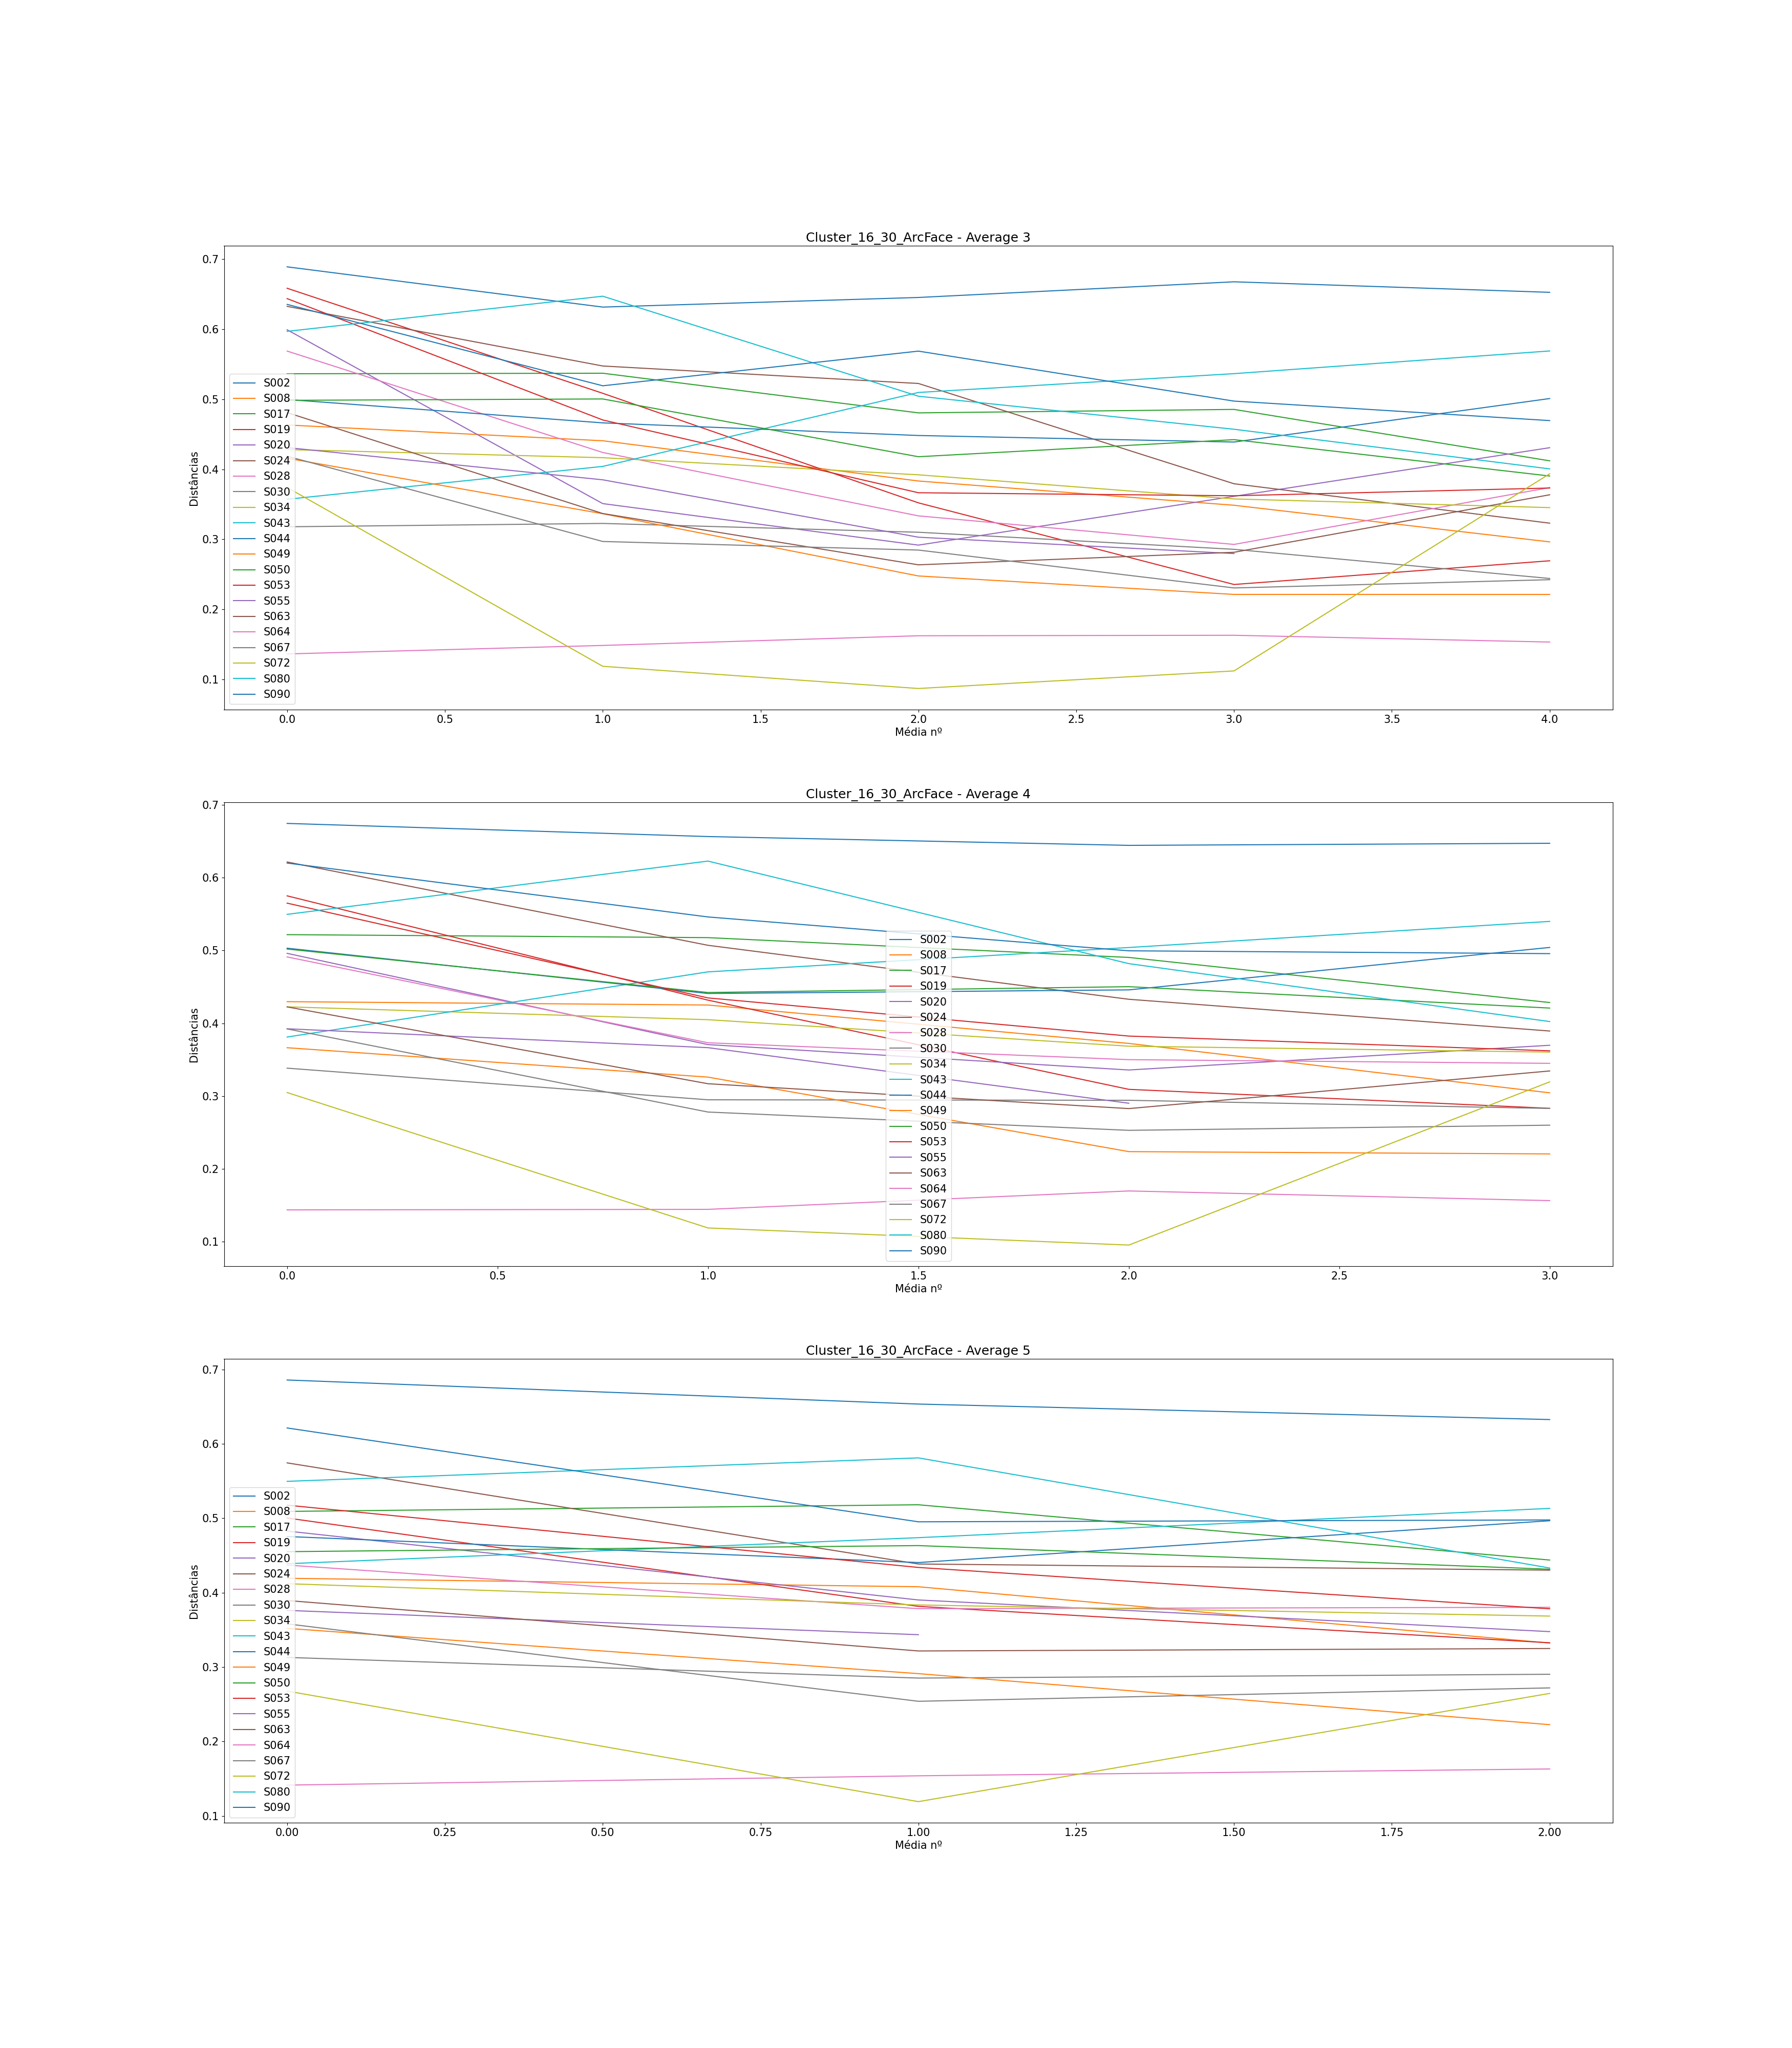 Cluster_16_30_ArcFace - Average 3
0.7
0.6
0.5
0.4
0.3
0.2
0.1
Distâncias
S002
S008
S017
S019
S020
S024
S028
S030
S034
S043
S044
S049
S050
S053
S055
S063
S064
S067
S072
S080
S090
0.0 0.5 1.0 1.5 2.0 2.5 3.0 3.5 4.0
Média nº
Cluster_16_30_ArcFace - Average 4
0.7
0.6
0.5
0.4
0.3
0.2
0.1
Distâncias
S002
S008
S017
S019
S020
S024
S028
S030
S034
S043
S044
S049
S050
S053
S055
S063
S064
S067
S072
S080
S090
0.0 0.5 1.0 1.5 2.0 2.5 3.0
Média nº
Cluster_16_30_ArcFace - Average 5
0.7
0.6
0.5
0.4
0.3
0.2
0.1
Distâncias
S002
S008
S017
S019
S020
S024
S028
S030
S034
S043
S044
S049
S050
S053
S055
S063
S064
S067
S072
S080
S090
0.00 0.25 0.50 0.75 1.00 1.25 1.50 1.75 2.00
Média nº